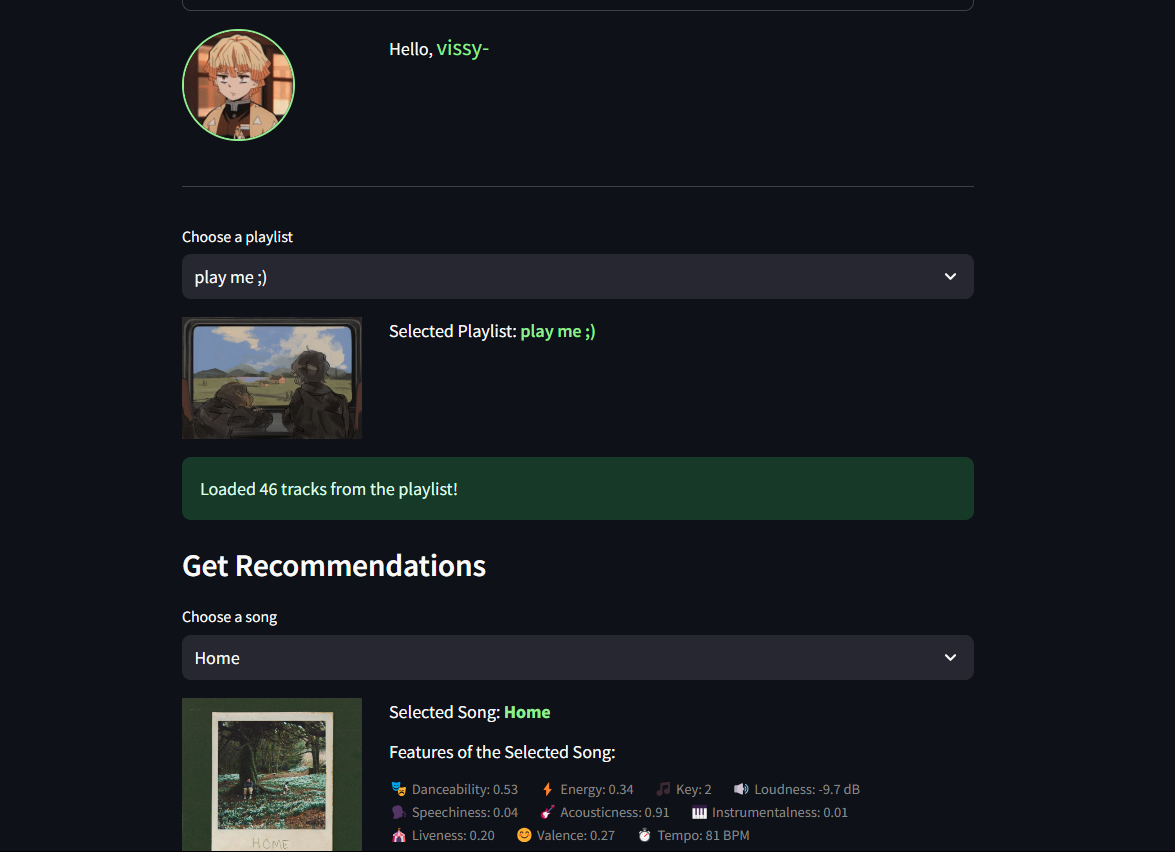 Hello, vissy-
Choose a playlist
play me ;)
Selected Playlist: play me ;)
Loaded 46 tracks from the playlist!
Get Recommendations
Choose a song
Home
Selected Song: Home
Features of the Selected Song:
Danceability: 0.53 Energy: 0.34 Key: 2 Loudness: -9.7 dB
Speechiness: 0.04 Acousticness: 0.91 Instrumentalness: 0.01
Liveness: 0.20 Valence: 0.27 Tempo: 81 BPM
HOME